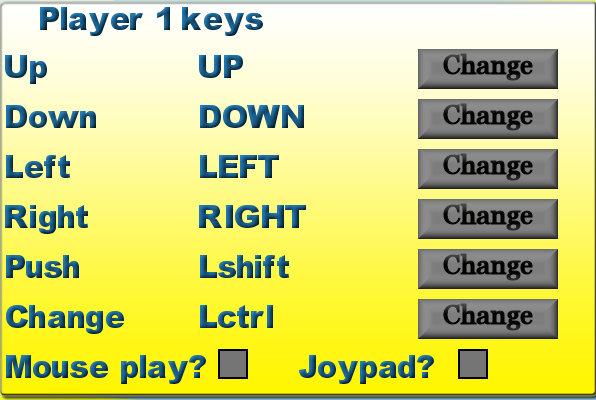 Player 1 keys
Up UP Change
Down DOWN Change
Left LEFT Change
Right RIGHT Change
Push Lshift Change
Change Lctrl Change
Mouse play? Joypad?